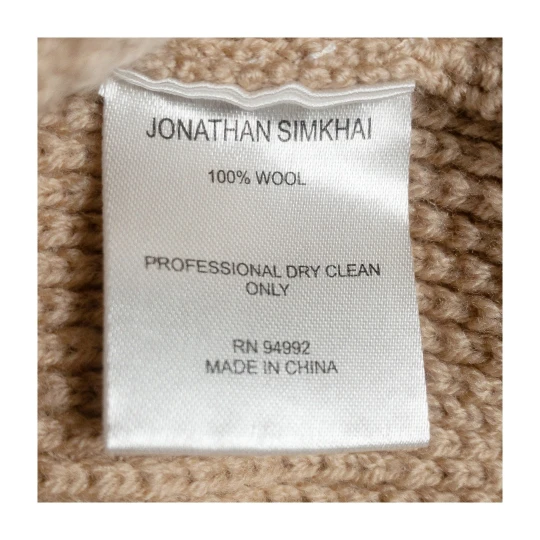 JONATHAN SIMKHAI
100% WOOL
PROFESSIONAL DRY CLEAN
ONLY
RN 94992
MADE IN CHINA